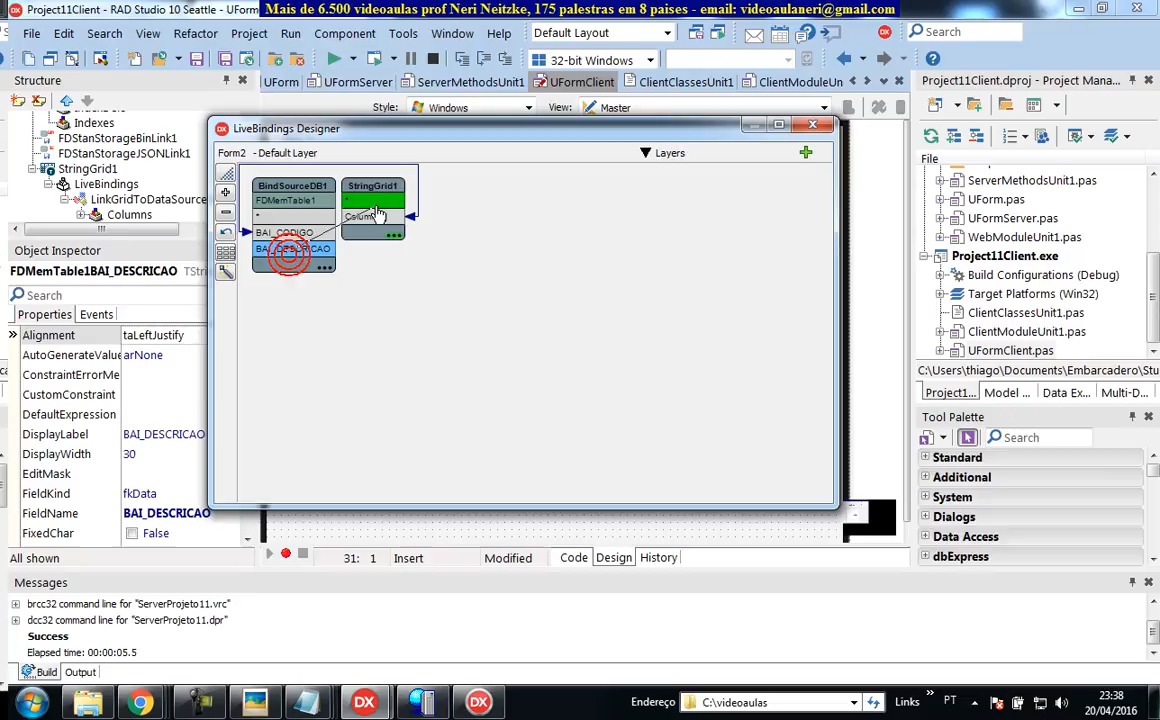 Project11Client - RAD Studio 10 Seattle - UForm
Mais de 6.500 videoaulas prof Neri Neitzke, 175 palestras em 8 paises - email: videoaulaneri@gmail.com
File Edit Search View Refactor Project Run Component Tools Window Help Default Layout Search
32-bit Windows
Structure
UForm UFormServer ServerMethodsUnit1 UFormClient ClientClassesUnit1 ClientModuleUn
Project11Client.dproj - Project Mana...
Style: Windows View: Master
Indexes
FDStanStorageBinLink1
FDStanStorageJSONLink1
StringGrid1
LiveBindings
LinkGridToDataSource
Columns
LiveBindings Designer
Form2 - Default Layer
Layers
BindSourceDB1 StringGrid1
FDMemTable1 *
*
BAI_CODIGO
File
ServerMethodsUnit1.pas
UForm.pas
UFormServer.pas
WebModuleUnit1.pas
Project11Client.exe
Build Configurations (Debug)
Target Platforms (Win32)
ClientClassesUnit1.pas
ClientModuleUnit1.pas
UFormClient.pas
C:\Users\thiago\Documents\Embarcadero\Stu
Project1... Model ... Data Ex... Multi-D...
Object Inspector
FDMemTable1BAI_DESCRICAO TStri
Search
Properties Events
Alignment taLeftJustify
AutoGenerateValue arNone
ConstraintErrorMe
CustomConstraint
DefaultExpression
DisplayLabel BAI_DESCRICAO
DisplayWidth 30
EditMask
FieldKind fkData
FieldName BAI_DESCRICAO
FixedChar False
All shown
Tool Palette
Search
Standard
Additional
System
Dialogs
Data Access
dbExpress
31: 1 Insert Modified Code Design History
Messages
brcc32 command line for "ServerProjeto11.vrc"
dcc32 command line for "ServerProjeto11.dpr"
Success
Elapsed time: 00:00:05.5
Build Output
Endereço C:\videoaulas Links PT
23:38
20/04/2016